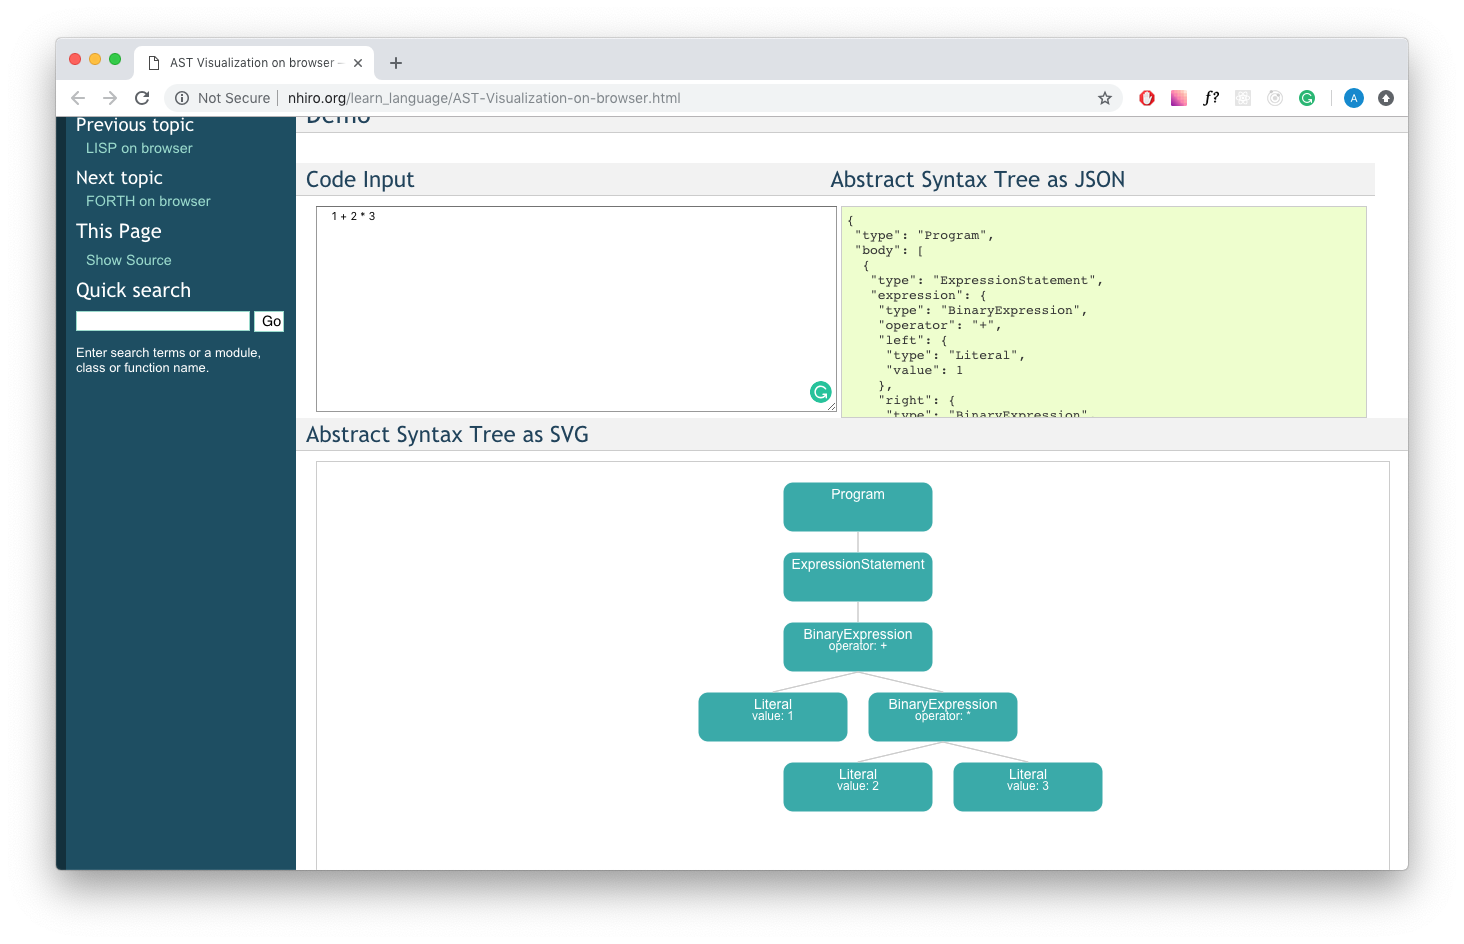 AST Visualization on browser
Not Secure
nhiro.org/learn_language/AST-Visualization-on-browser.html
f?
A
Previous topic
LISP on browser
Next topic
FORTH on browser
This Page
Show Source
Quick search
Go
Enter search terms or a module,
class or function name.
Demo
Code Input
1 + 2 * 3
Abstract Syntax Tree as JSON
{
"type": "Program",
"body": [
{
"type": "ExpressionStatement",
"expression": {
"type": "BinaryExpression",
"operator": "+",
"left": {
"type": "Literal",
"value": 1
},
"right": {
"type": "BinaryExpression",
Abstract Syntax Tree as SVG
Program
ExpressionStatement
BinaryExpression
operator: +
Literal
value: 1
BinaryExpression
operator: *
Literal
value: 2
Literal
value: 3